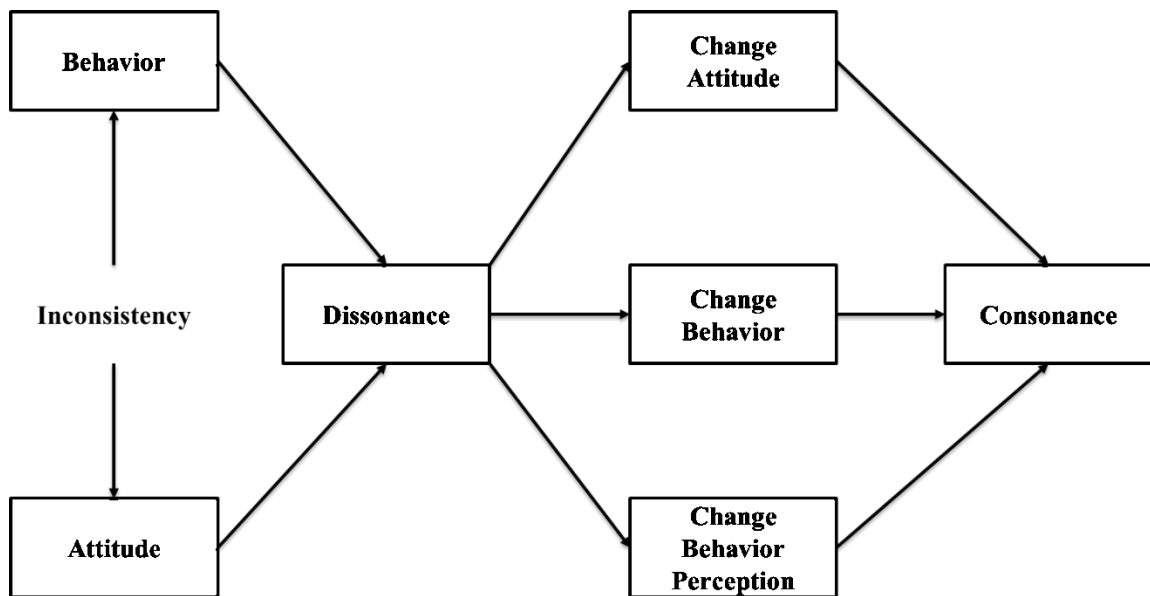 Behavior
Change
Attitude
Inconsistency
Dissonance
Change
Behavior
Consonance
Attitude
Change
Behavior
Perception